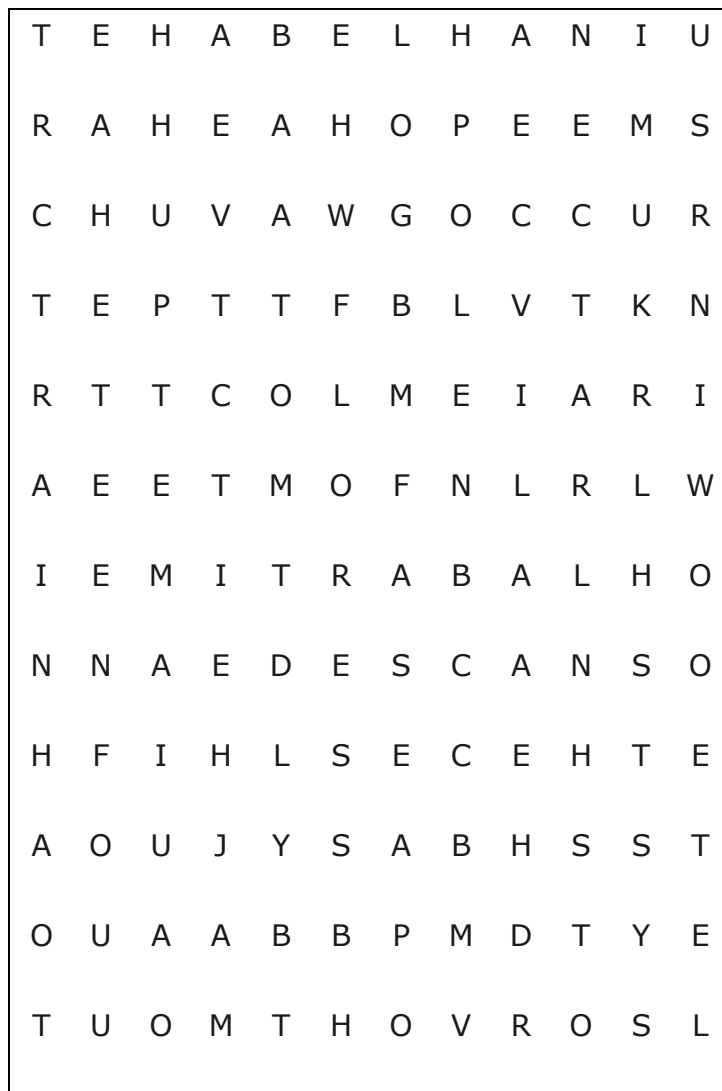 T E H A B E L H A N I U
R A H E A H O P E E M S
C H U V A W G O C C U R
T E P T T F B L V T K N
R T T C O L M E I A R I
A E E T M O F N L R L W
I E M I T R A B A L H O
N N A E D E S C A N S O
H F I H L S E C E H T E
A O U J Y S A B H S S T
O U A A B B P M D T Y E
T U O M T H O V R O S L